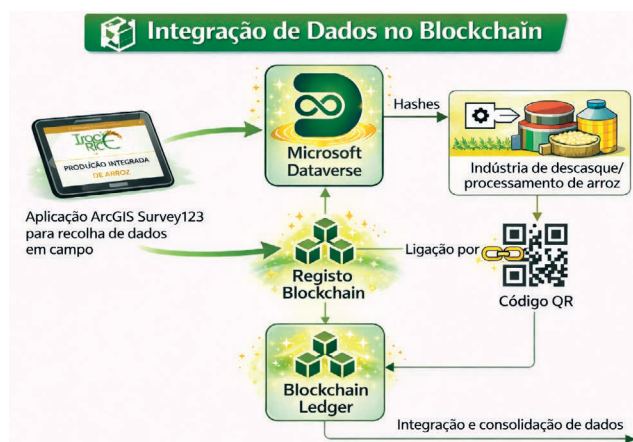 Integração de Dados no Blockchain
Microsoft
Dataverse
Hashes
Indústria de descasque/
processamento de arroz
PRODUÇÃO INTEGRADA
DE ARROZ
Aplicação ArcGIS Survey123
para recolha de dados
em campo
Registo
Blockchain
Ligação por
Código QR
Blockchain
Ledger
Integração e consolidação de dados